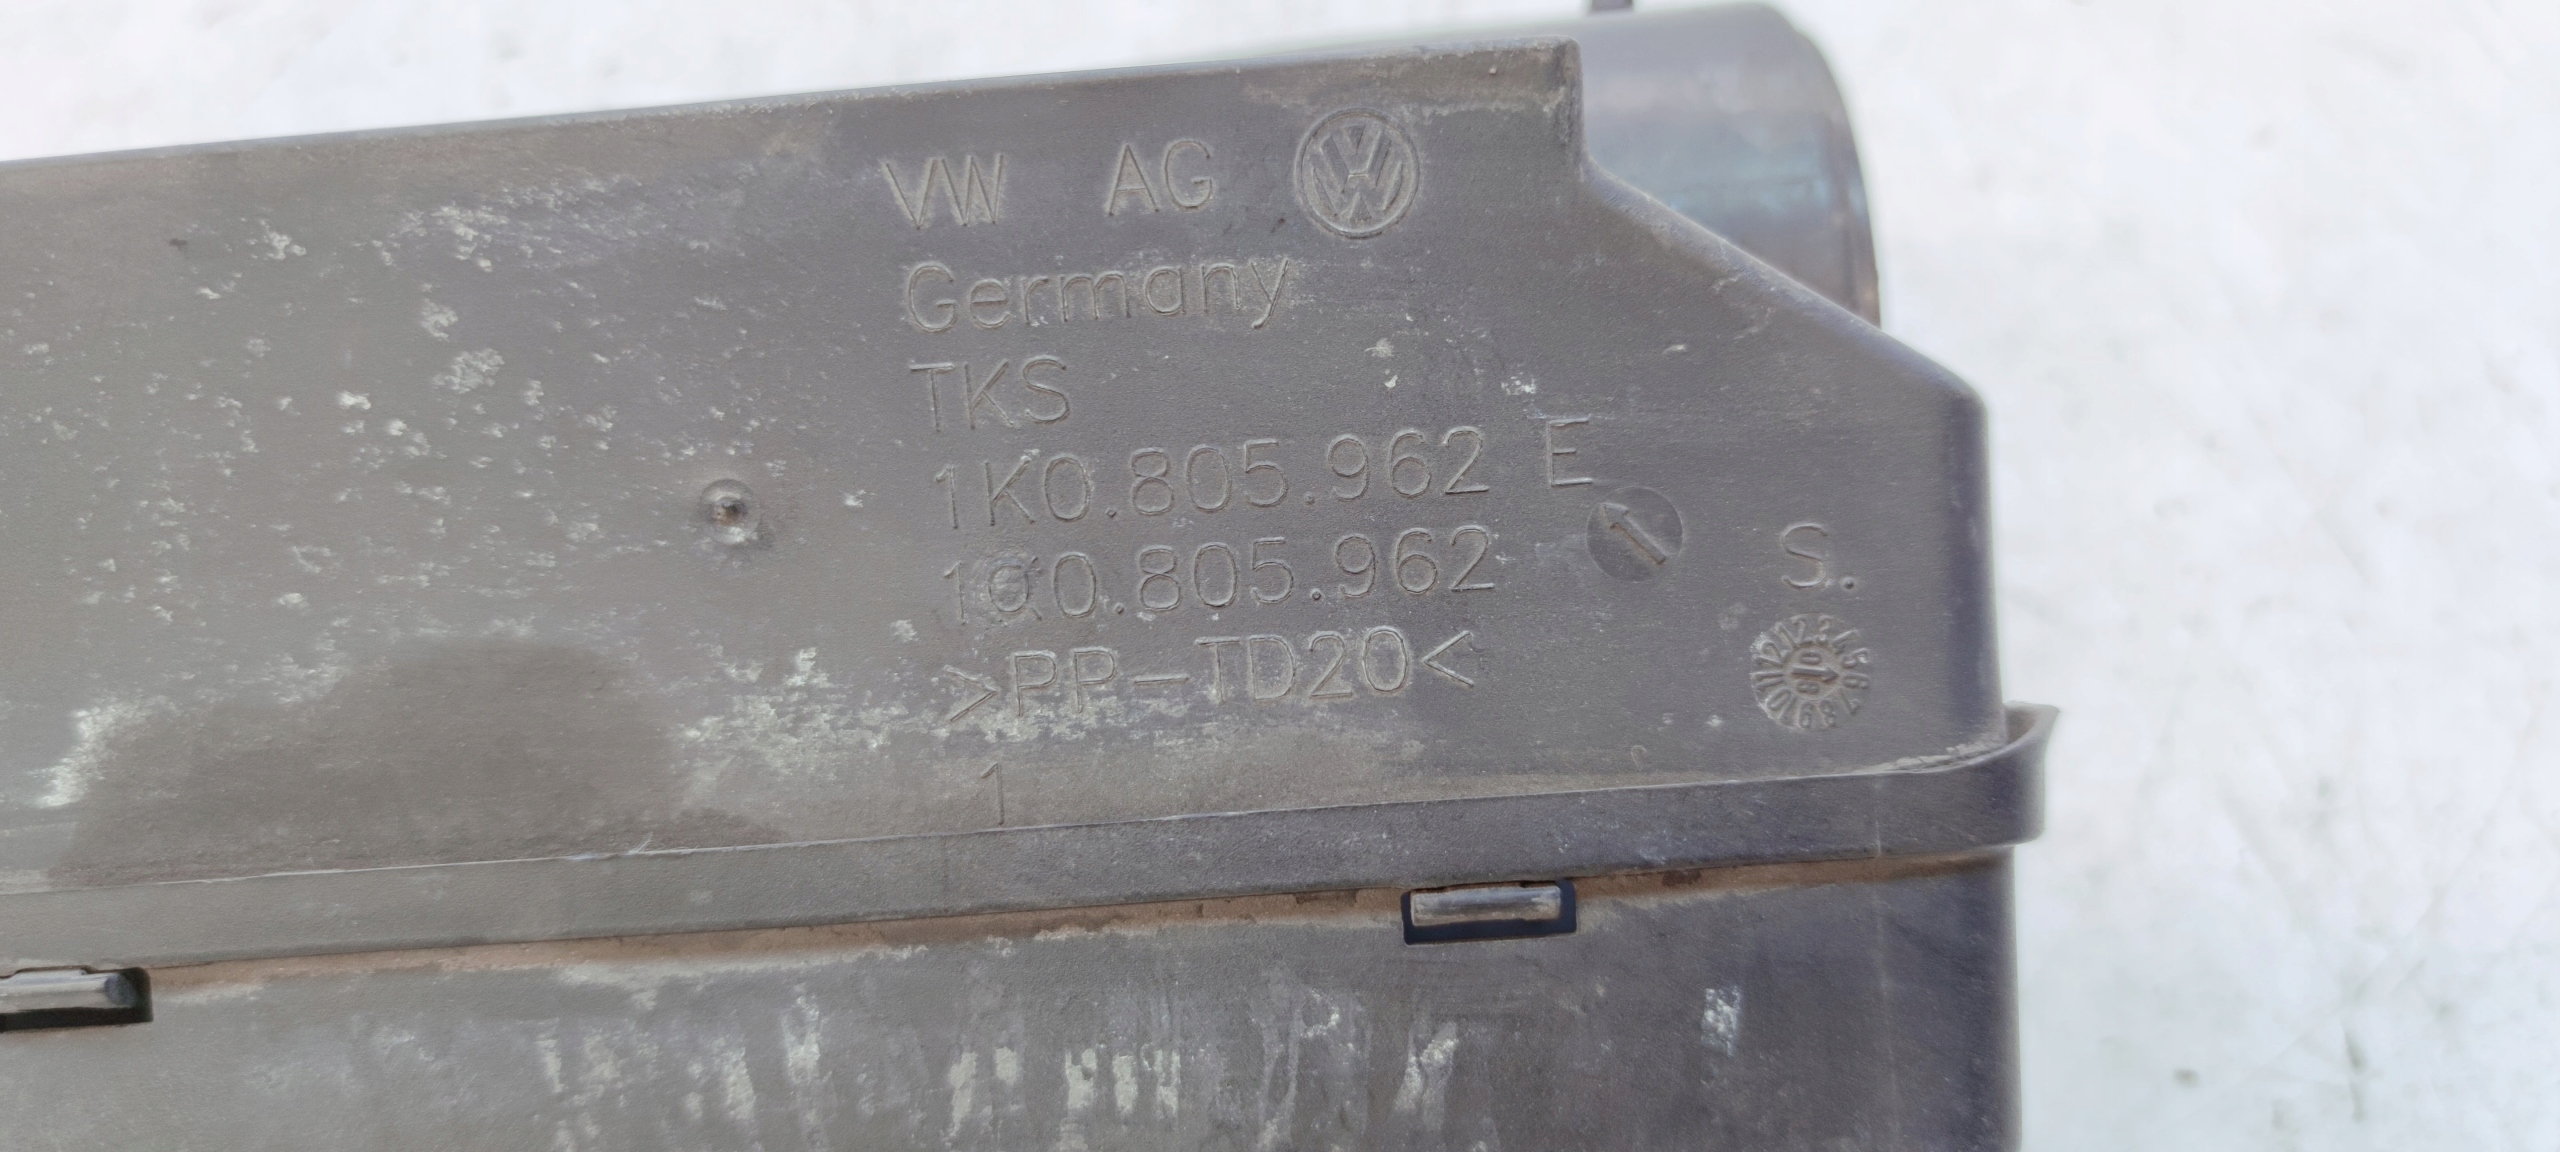 VW AG
Germany
TKS
1K0.805.962 E
1Q0.805.962
S.
>PP-TD20<
1